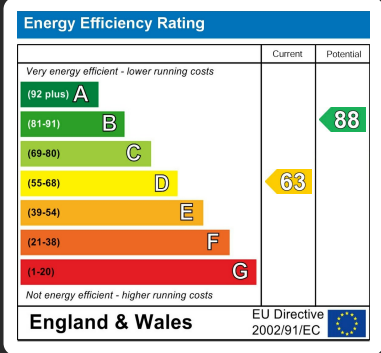 Energy Efficiency Rating
Current Potential
Very energy efficient - lower running costs
(92 plus) A
(81-91) B
88
(69-80) C
(55-68) D
63
(39-54) E
(21-38) F
(1-20) G
Not energy efficient - higher running costs
England & Wales
EU Directive
2002/91/EC